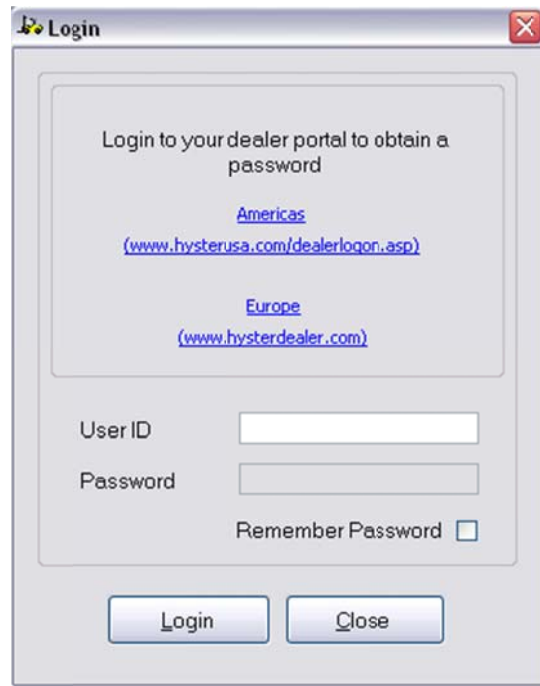 Login
Login to your dealer portal to obtain a
password
Americas
(www.hysterusa.com/dealerlogon.asp)
Europe
(www.hysterdealer.com)
User ID
Password
Remember Password
Login
Close